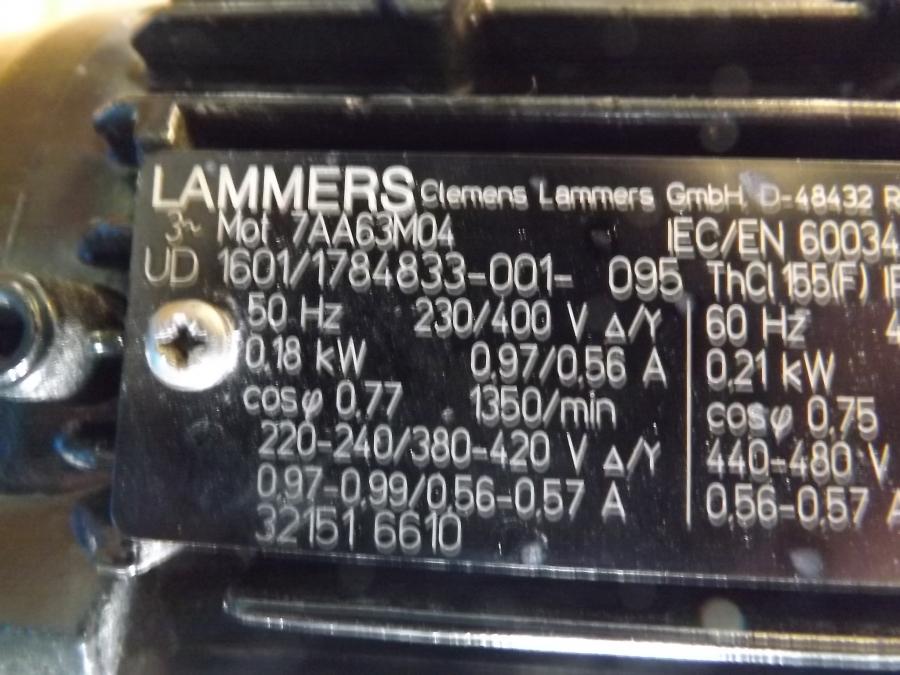 LAMMERS Clemens Lammers GmbH, D-48432 R
3~ Mot 7AA63M04 IEC/EN 60034
UD 1601/1784833-001- 095 ThCl 155(F) IP
50 Hz 230/400 V Δ/Y 60 Hz 4
0,18 kW 0,97/0,56 A 0,21 kW
cosφ 0,77 1350/min cosφ 0,75
220-240/380-420 V Δ/Y 440-480 V
0,97-0,99/0,56-0,57 A 0,56-0,57 A
32151 6610